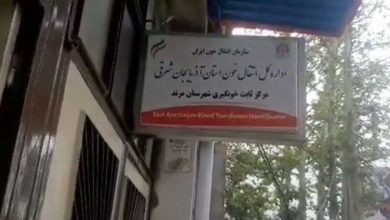 سازمان انتقال خون ایران
اداره کل انتقال خون استان آذربایجان شرقی
مرکز ثابت خونگیری شهرستان مرند
East Azerbaijan Blood Transfusion HeadQuarter